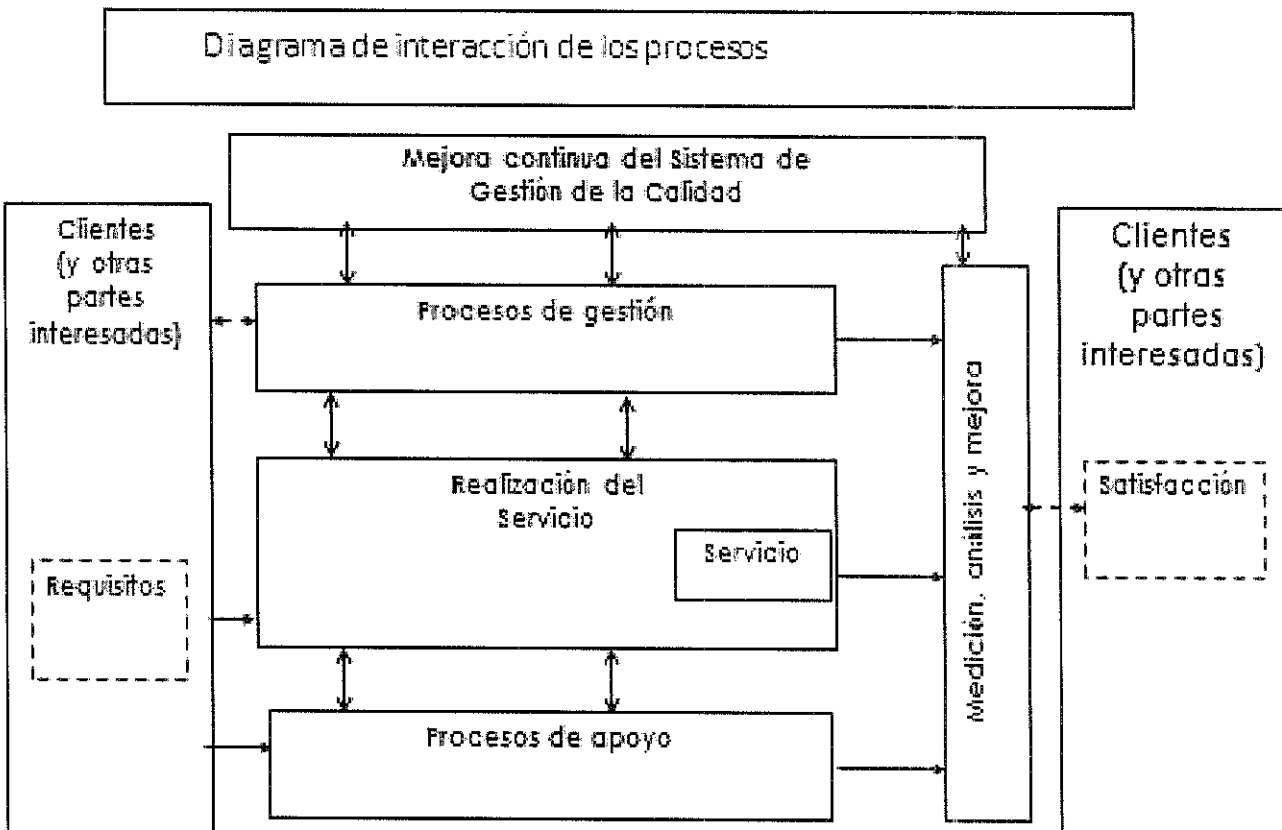 Diagrama de interacción de los procesos
Mejora continua del Sistema de
Gestión de la Calidad
Clientes
(y otras
partes
interesadas)
Requisitos
Procesos de gestión
Realización del
Servicio
Servicio
Procesos de apoyo
Medición, análisis y mejora
Clientes
(y otras
partes
interesadas)
Satisfacción